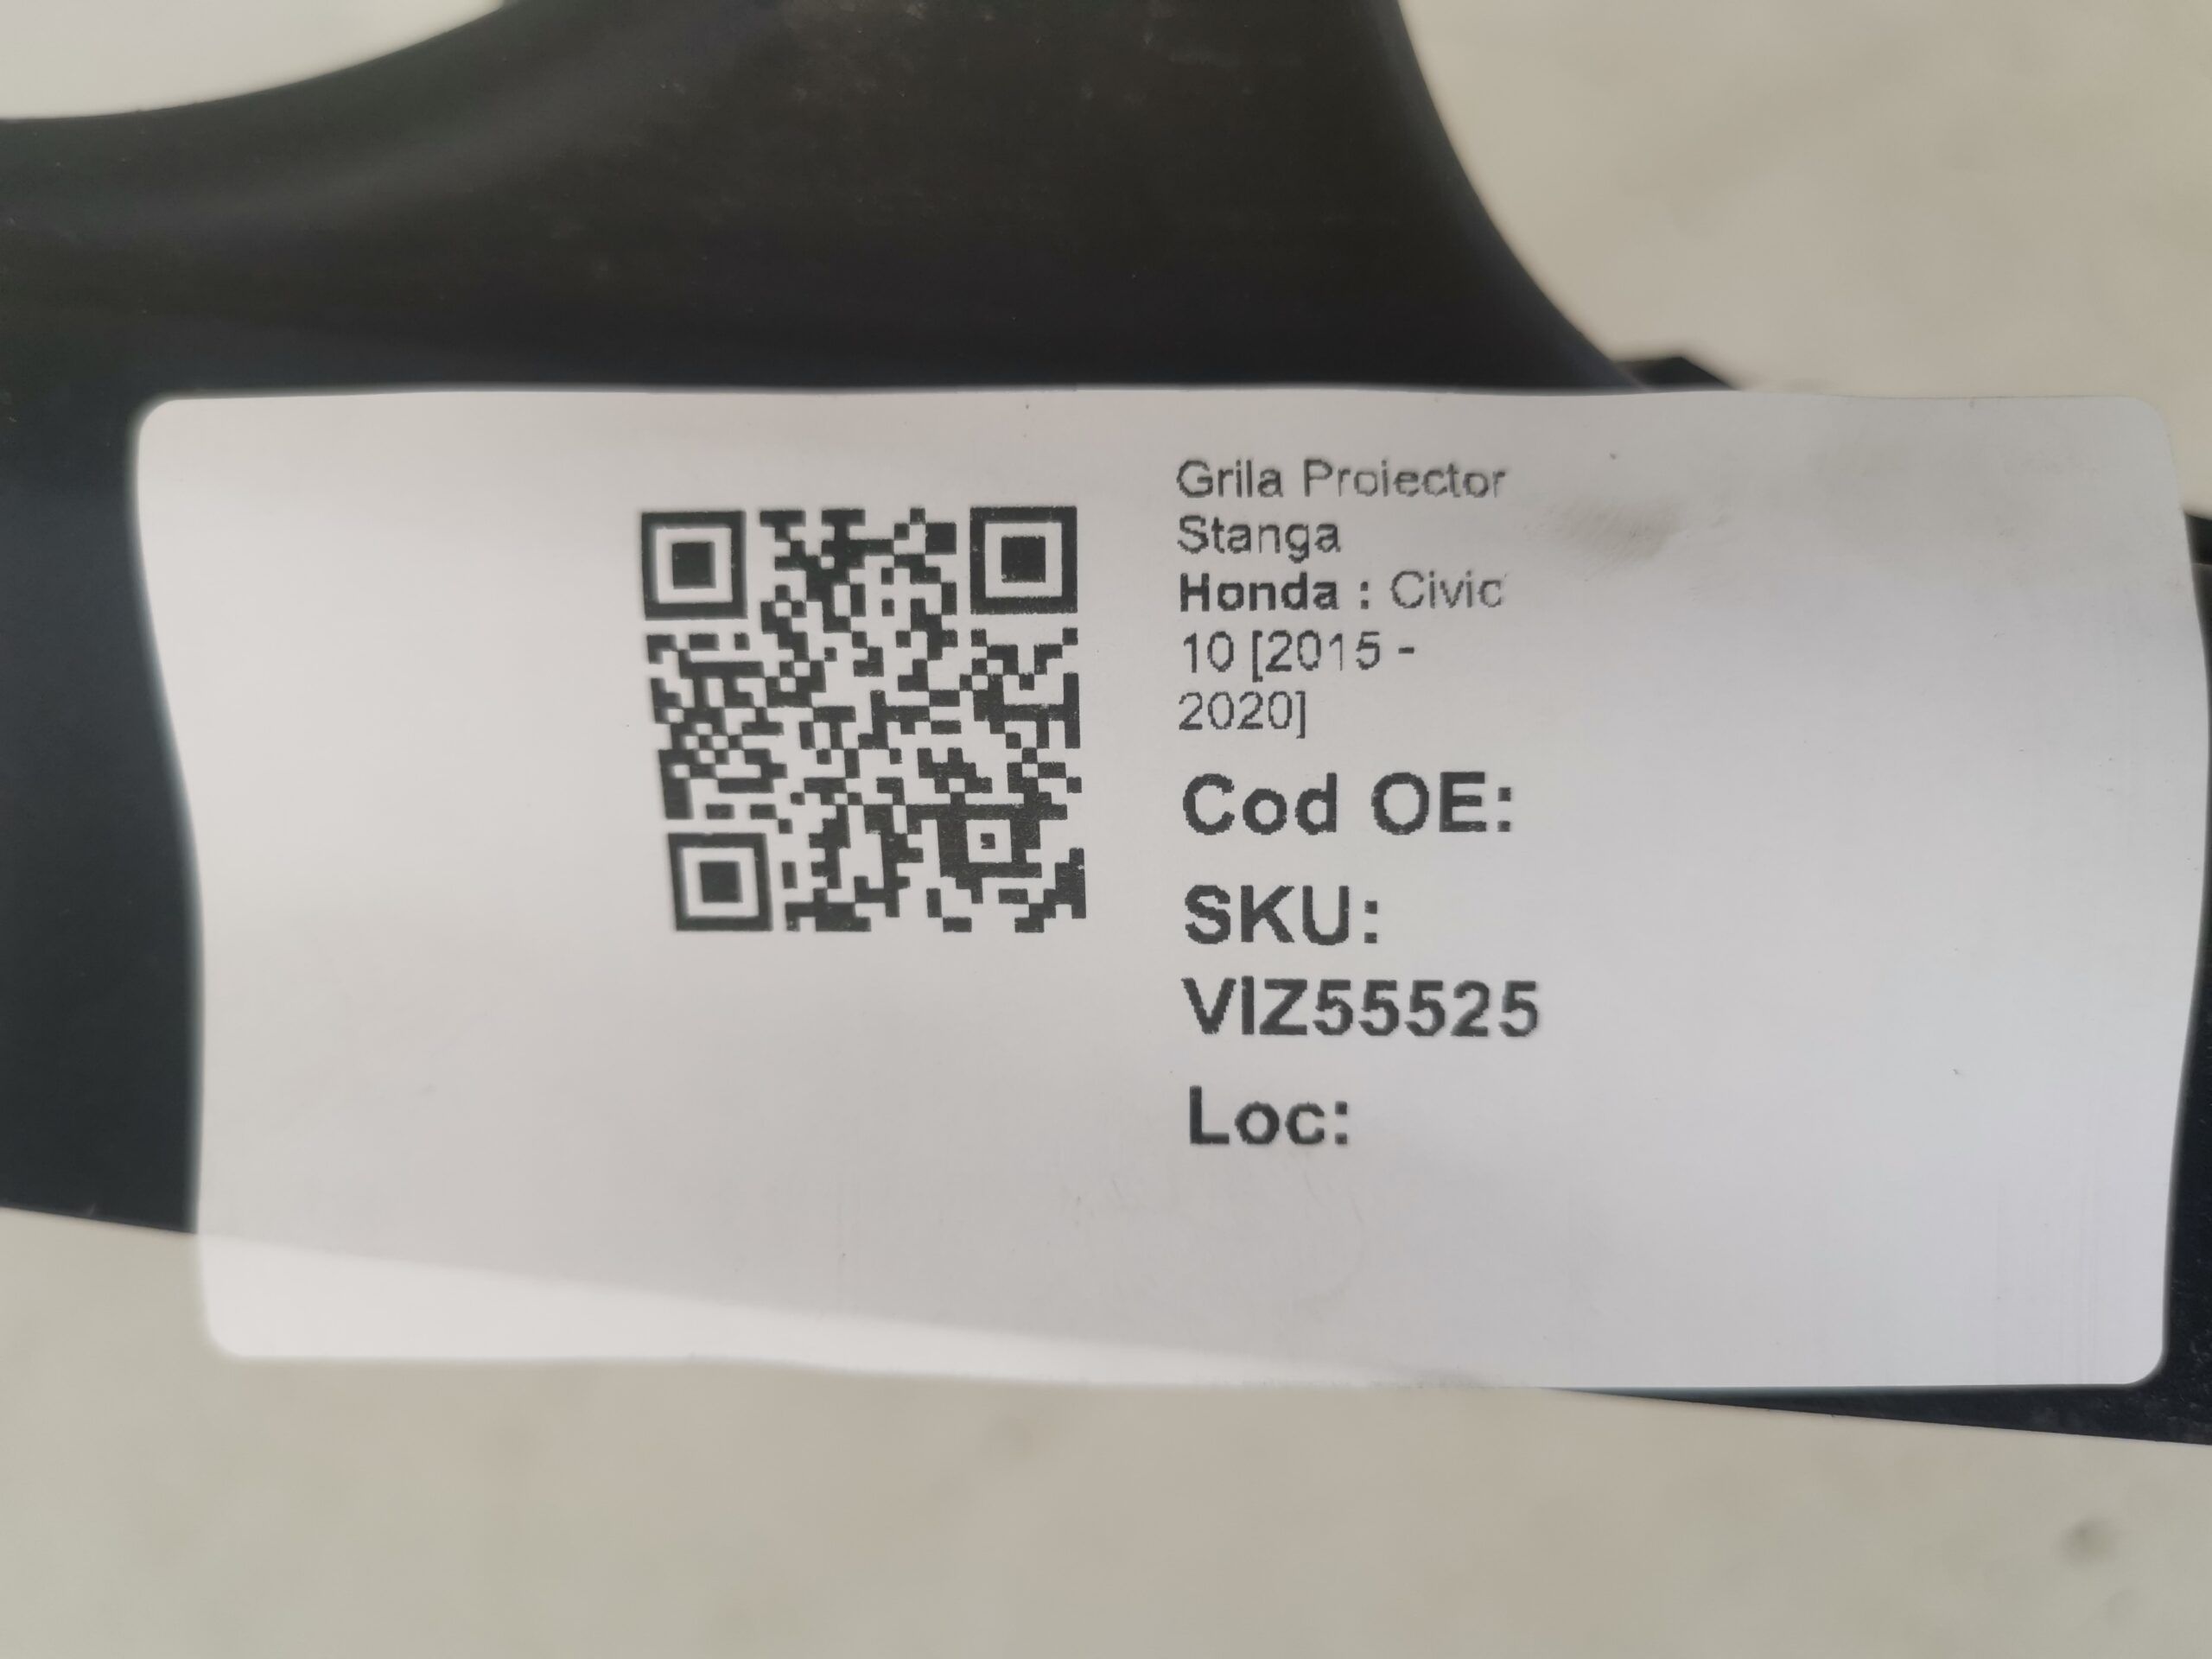 Grila Proiector
Stanga
Honda : Civic
10 [2015 -
2020]
Cod OE:
SKU:
VIZ55525
Loc: